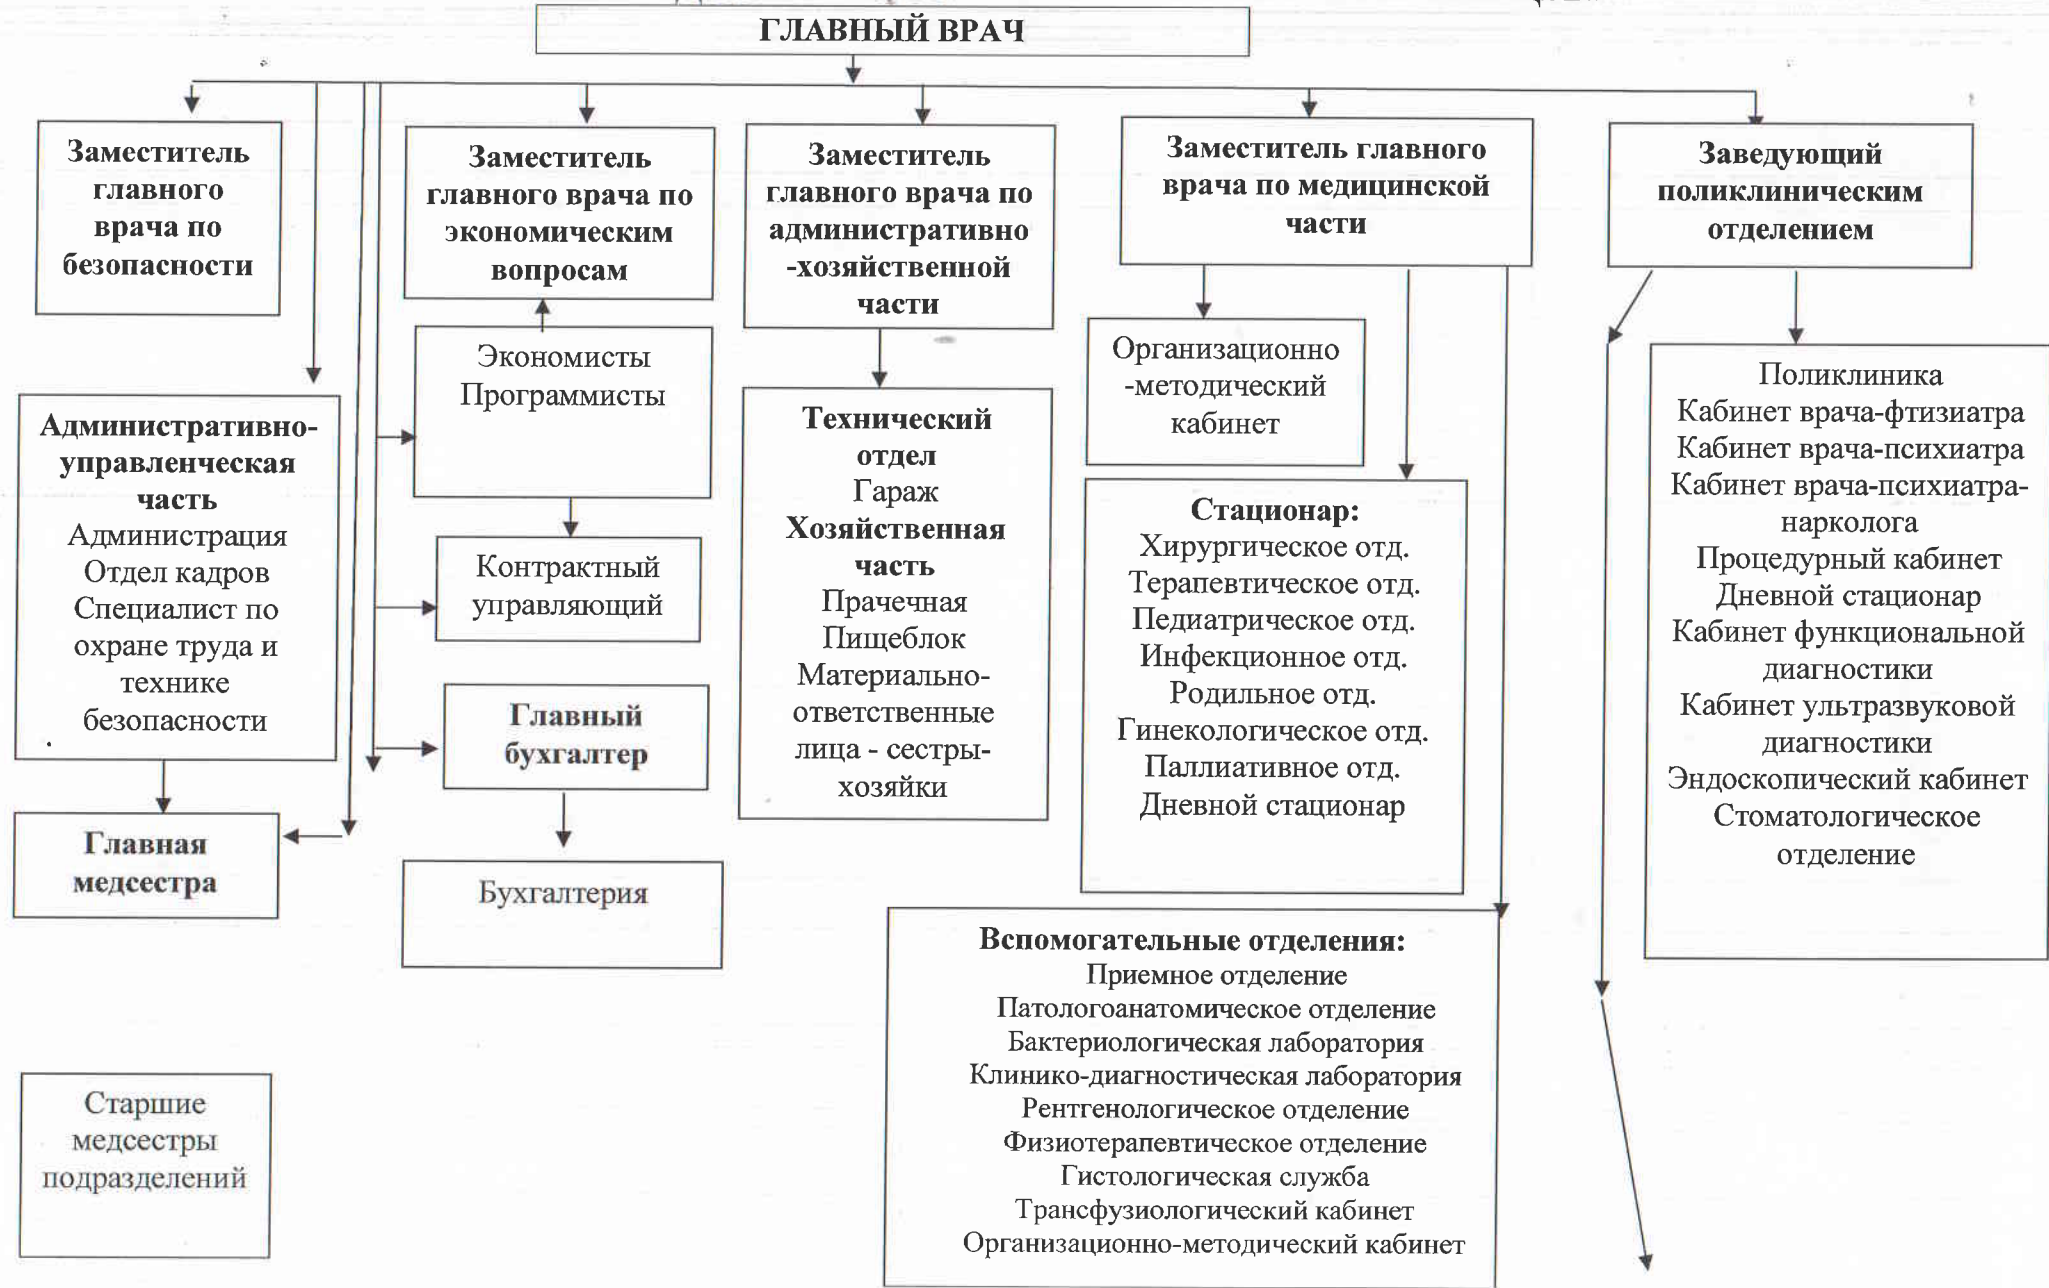 ГЛАВНЫЙ ВРАЧ
Заместитель
главного
врача по
безопасности
Заместитель
главного врача по
экономическим
вопросам
Заместитель
главного врача по
административно
-хозяйственной
части
Заместитель главного
врача по медицинской
части
Заведующий
поликлиническим
отделением
Административно-
управленческая
часть
Администрация
Отдел кадров
Специалист по
охране труда и
технике
безопасности
Главная
медсестра
Старшие
медсестры
подразделений
Экономисты
Программисты
Контрактный
управляющий
Главный
бухгалтер
Бухгалтерия
Технический
отдел
Гараж
Хозяйственная
часть
Прачечная
Пищеблок
Материально-
ответственные
лица - сестры-
хозяйки
Организационно
-методический
кабинет
Стационар:
Хирургическое отд.
Терапевтическое отд.
Педиатрическое отд.
Инфекционное отд.
Родильное отд.
Гинекологическое отд.
Паллиативное отд.
Дневной стационар
Вспомогательные отделения:
Приемное отделение
Патологоанатомическое отделение
Бактериологическая лаборатория
Клинико-диагностическая лаборатория
Рентгенологическое отделение
Физиотерапевтическое отделение
Гистологическая служба
Трансфузиологический кабинет
Организационно-методический кабинет
Поликлиника
Кабинет врача-фтизиатра
Кабинет врача-психиатра
Кабинет врача-психиатра-
нарколога
Процедурный кабинет
Дневной стационар
Кабинет функциональной
диагностики
Кабинет ультразвуковой
диагностики
Эндоскопический кабинет
Стоматологическое
отделение